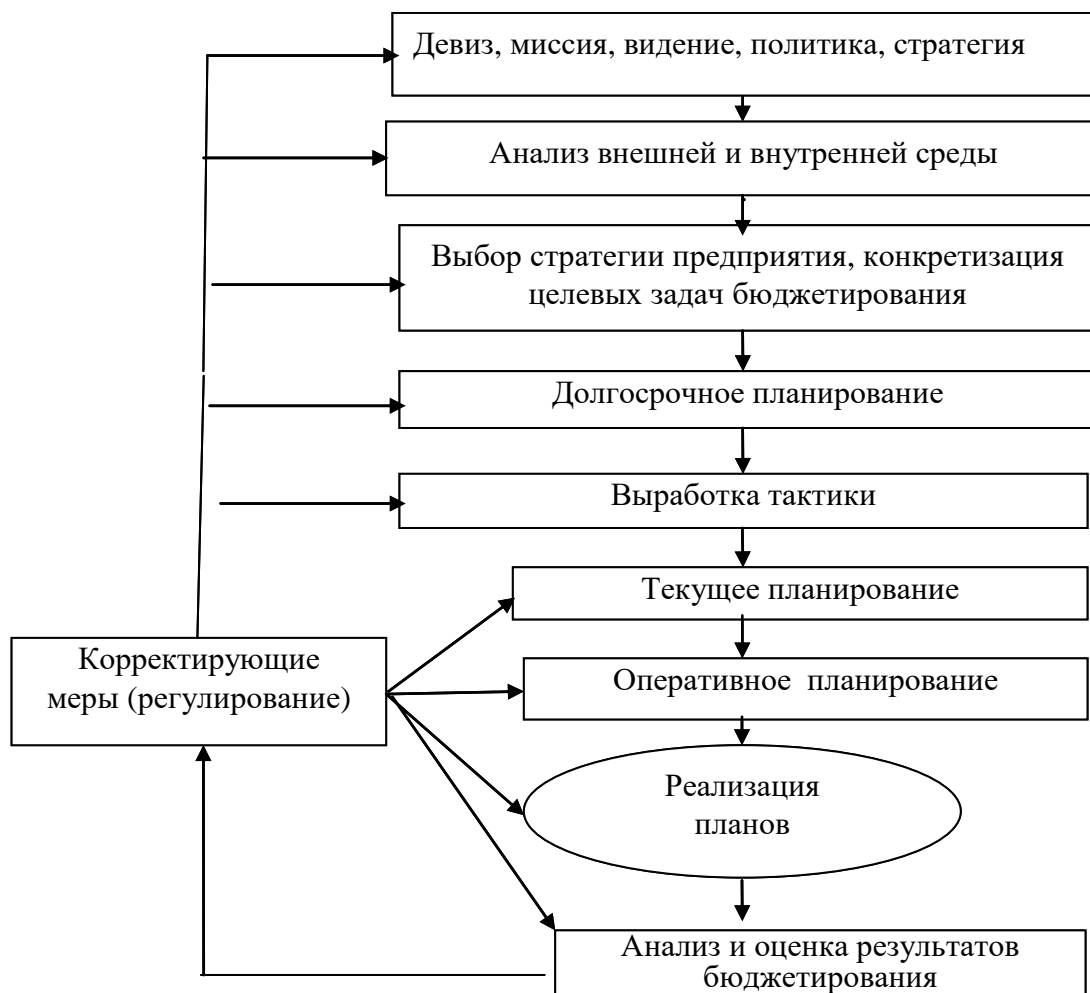 Девиз, миссия, видение, политика, стратегия
Анализ внешней и внутренней среды
Выбор стратегии предприятия, конкретизация
целевых задач бюджетирования
Долгосрочное планирование
Выработка тактики
Текущее планирование
Корректирующие
меры (регулирование)
Оперативное планирование
Реализация
планов
Анализ и оценка результатов
бюджетирования